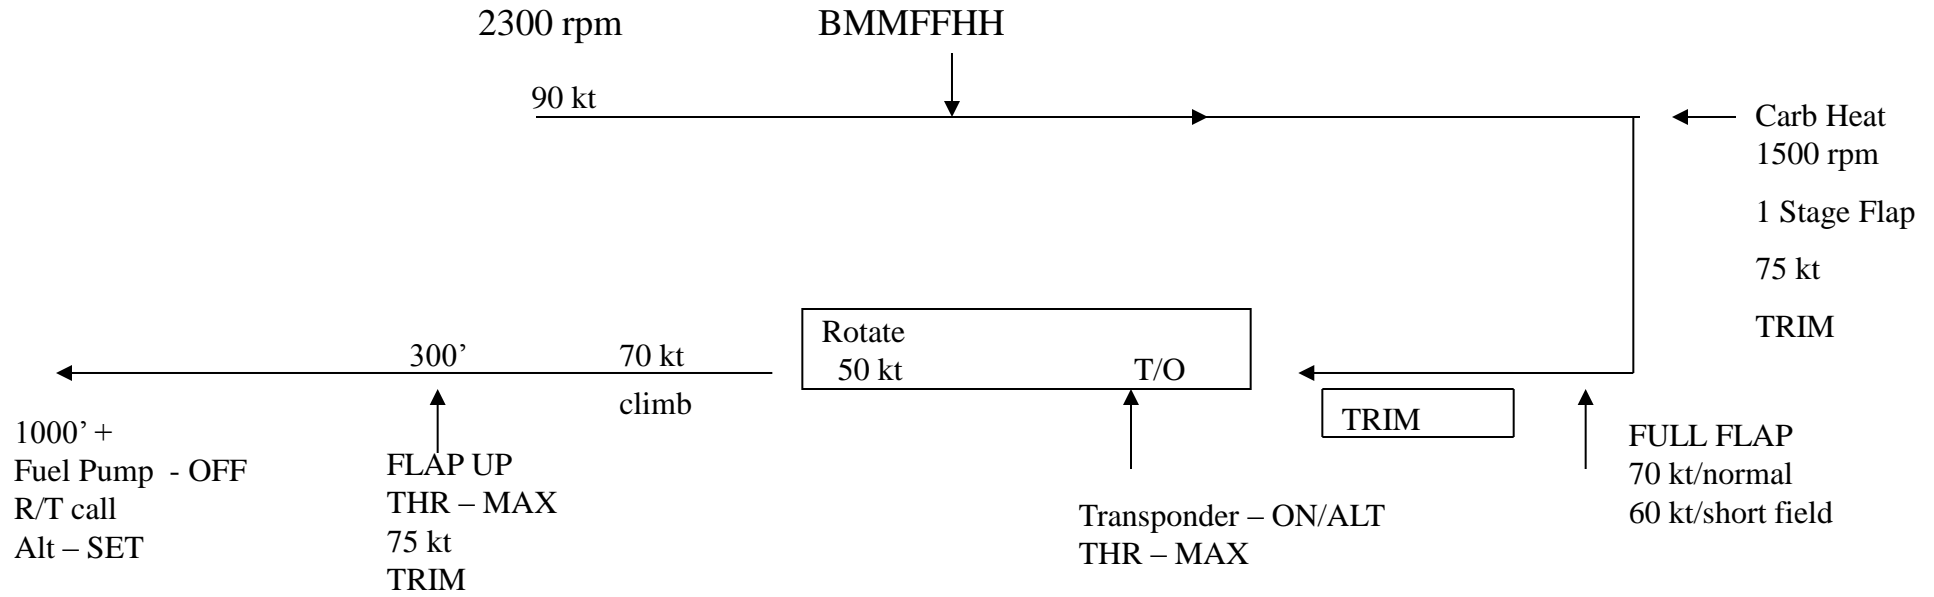 2300 rpm
BMMFFHH
90 kt
Carb Heat
1500 rpm
1 Stage Flap
75 kt
TRIM
Rotate
50 kt
T/O
300’
70 kt
climb
TRIM
1000’ +
Fuel Pump - OFF
R/T call
Alt – SET
FLAP UP
THR – MAX
75 kt
TRIM
Transponder – ON/ALT
THR – MAX
FULL FLAP
70 kt/normal
60 kt/short field